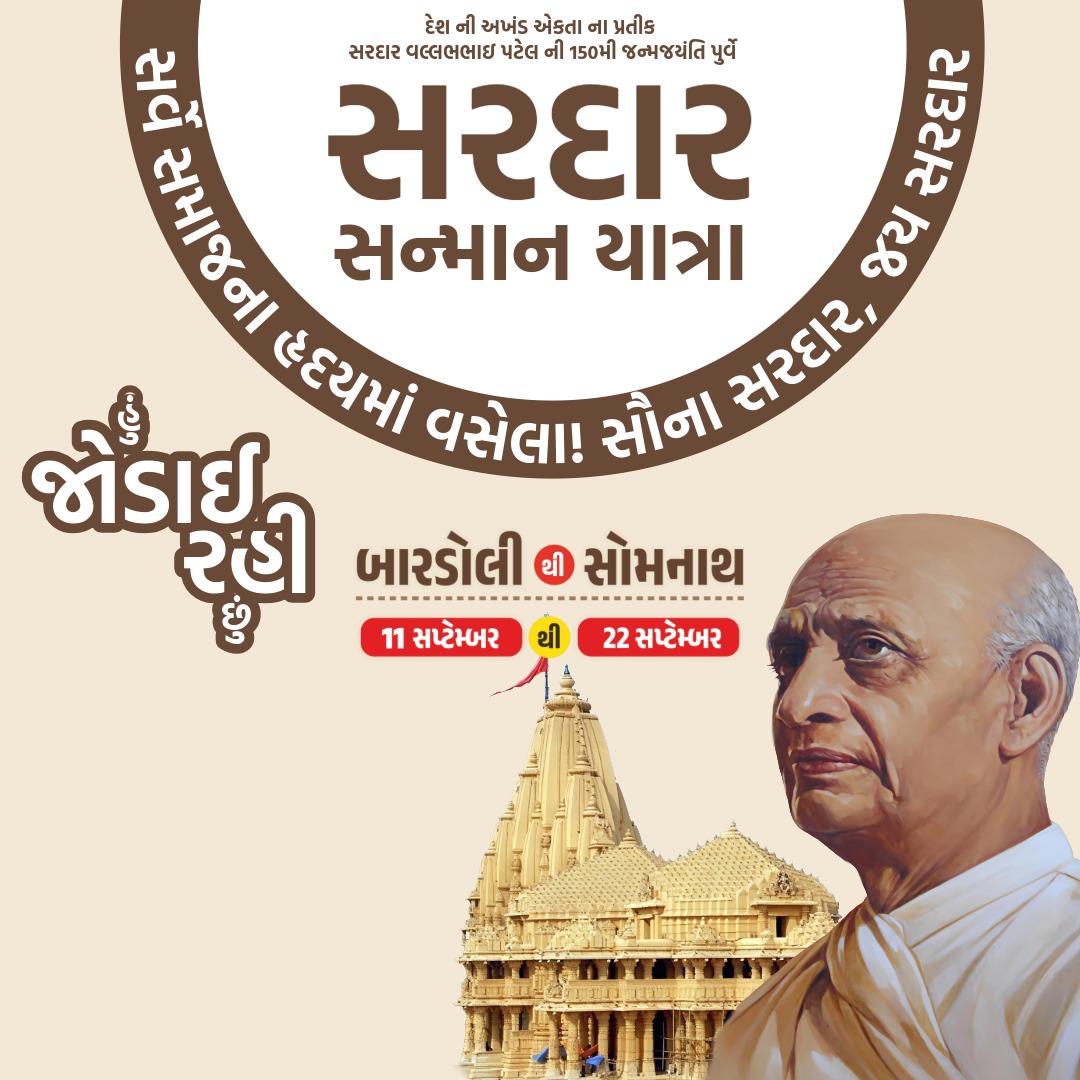 દેશ ની અખંડ એકતા ના પ્રતીક
સરદાર વલ્લભભાઇ પટેલ ની 150મી જન્મજયંતિ પુર્વે
સરદાર
સન્માન યાત્રા
સર્વે સમાજના હૃદયમાં વસેલા! સૌના સરદાર, જય સરદાર
હું
જોડાઈ
રહી
છું
બારડોલી થી સોમનાથ
11 સપ્ટેમ્બર થી 22 સપ્ટેમ્બર